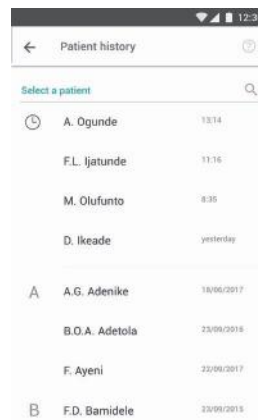 12:3
Patient history
Select a patient
A. Ogunde 13:14
F.L. Ijatunde 11:16
M. Olufunto 8:35
D. Ikeade yesterday
A A.G. Adenike 18/06/2017
B.O.A. Adetola 23/09/2016
F. Ayeni 22/09/2017
B F.D. Bamidele 23/09/2015